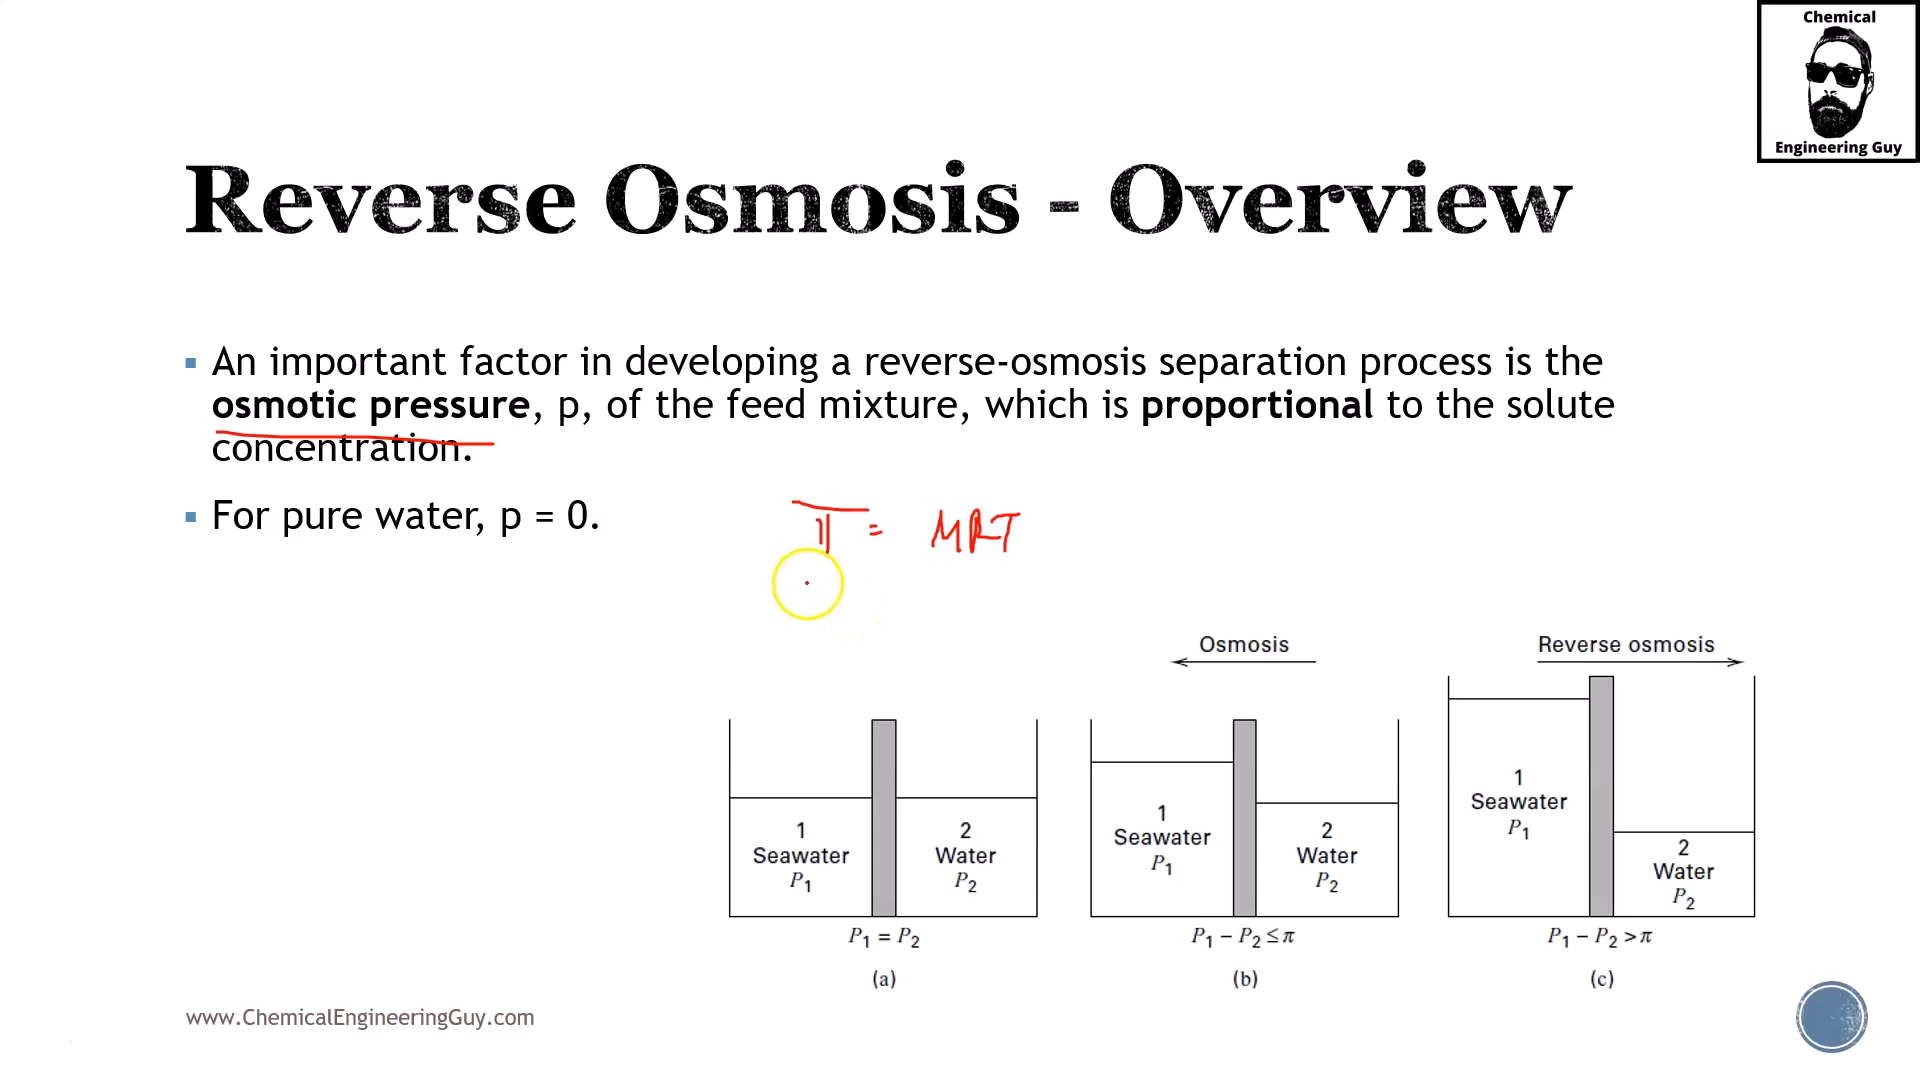 Chemical
Engineering Guy
Reverse Osmosis - Overview
▪ An important factor in developing a reverse-osmosis separation process is the
osmotic pressure, p, of the feed mixture, which is proportional to the solute
concentration.
▪ For pure water, p = 0.
π = MRT
Osmosis
Reverse osmosis
1
Seawater
P₁
2
Water
P₂
P₁ = P₂
(a)
1
Seawater
P₁
2
Water
P₂
P₁ – P₂ ≤ π
(b)
1
Seawater
P₁
2
Water
P₂
P₁ – P₂ > π
(c)
www.ChemicalEngineeringGuy.com